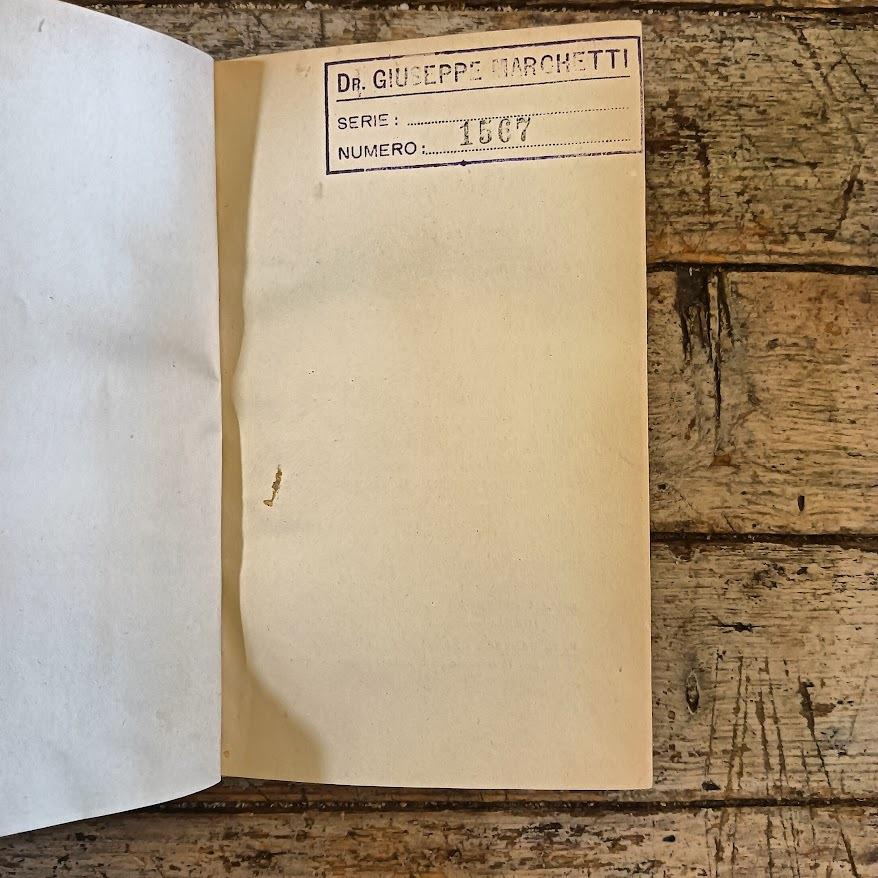 DR. GIUSEPPE MARCHETTI
SERIE :
NUMERO : 1567